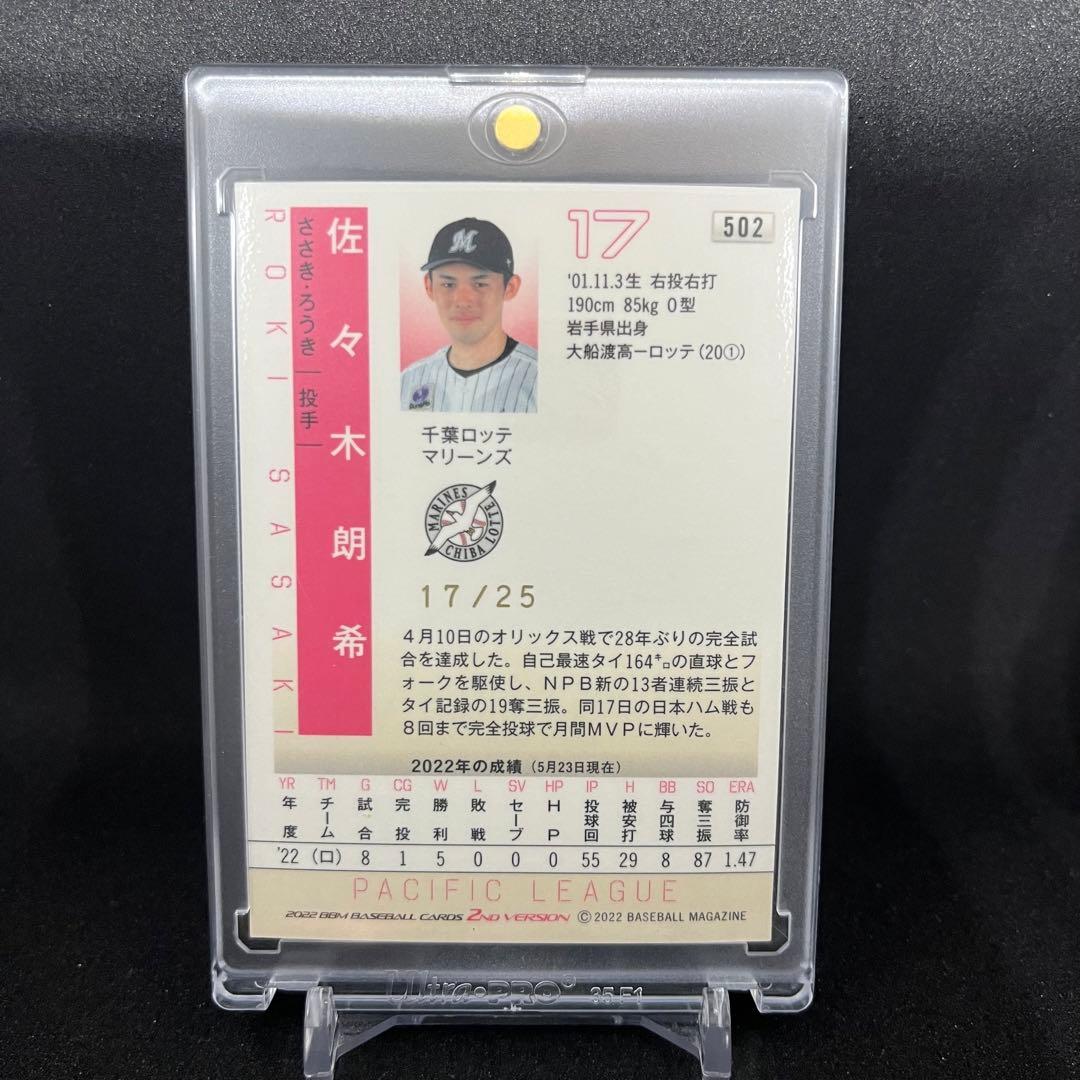 ROKI SASAKI
ささき・ろうき―投手―
佐々木朗希
M
17
502
'01.11.3生 右投右打
190cm 85kg O型
岩手県出身
大船渡高―ロッテ(20①)
千葉ロッテ
マリーンズ
MARINES
CHIBA LOTTE
17/25
4月10日のオリックス戦で28年ぶりの完全試
合を達成した。自己最速タイ164㌔の直球とフ
ォークを駆使し、NPB新の13者連続三振と
タイ記録の19奪三振。同17日の日本ハム戦も
8回まで完全投球で月間MVPに輝いた。
2022年の成績(5月23日現在)
YR TM G CG W L SV HP IP H BB SO ERA
年度 チーム 試合 完投 勝利 敗戦 セーブ HP 投球回 被安打 与四球 奪三振 防御率
'22 (ロ) 8 1 5 0 0 0 55 29 8 87 1.47
PACIFIC LEAGUE
2022 BBM BASEBALL CARDS 2ND VERSION ©2022 BASEBALL MAGAZINE
Ultra•PRO® 35 F1